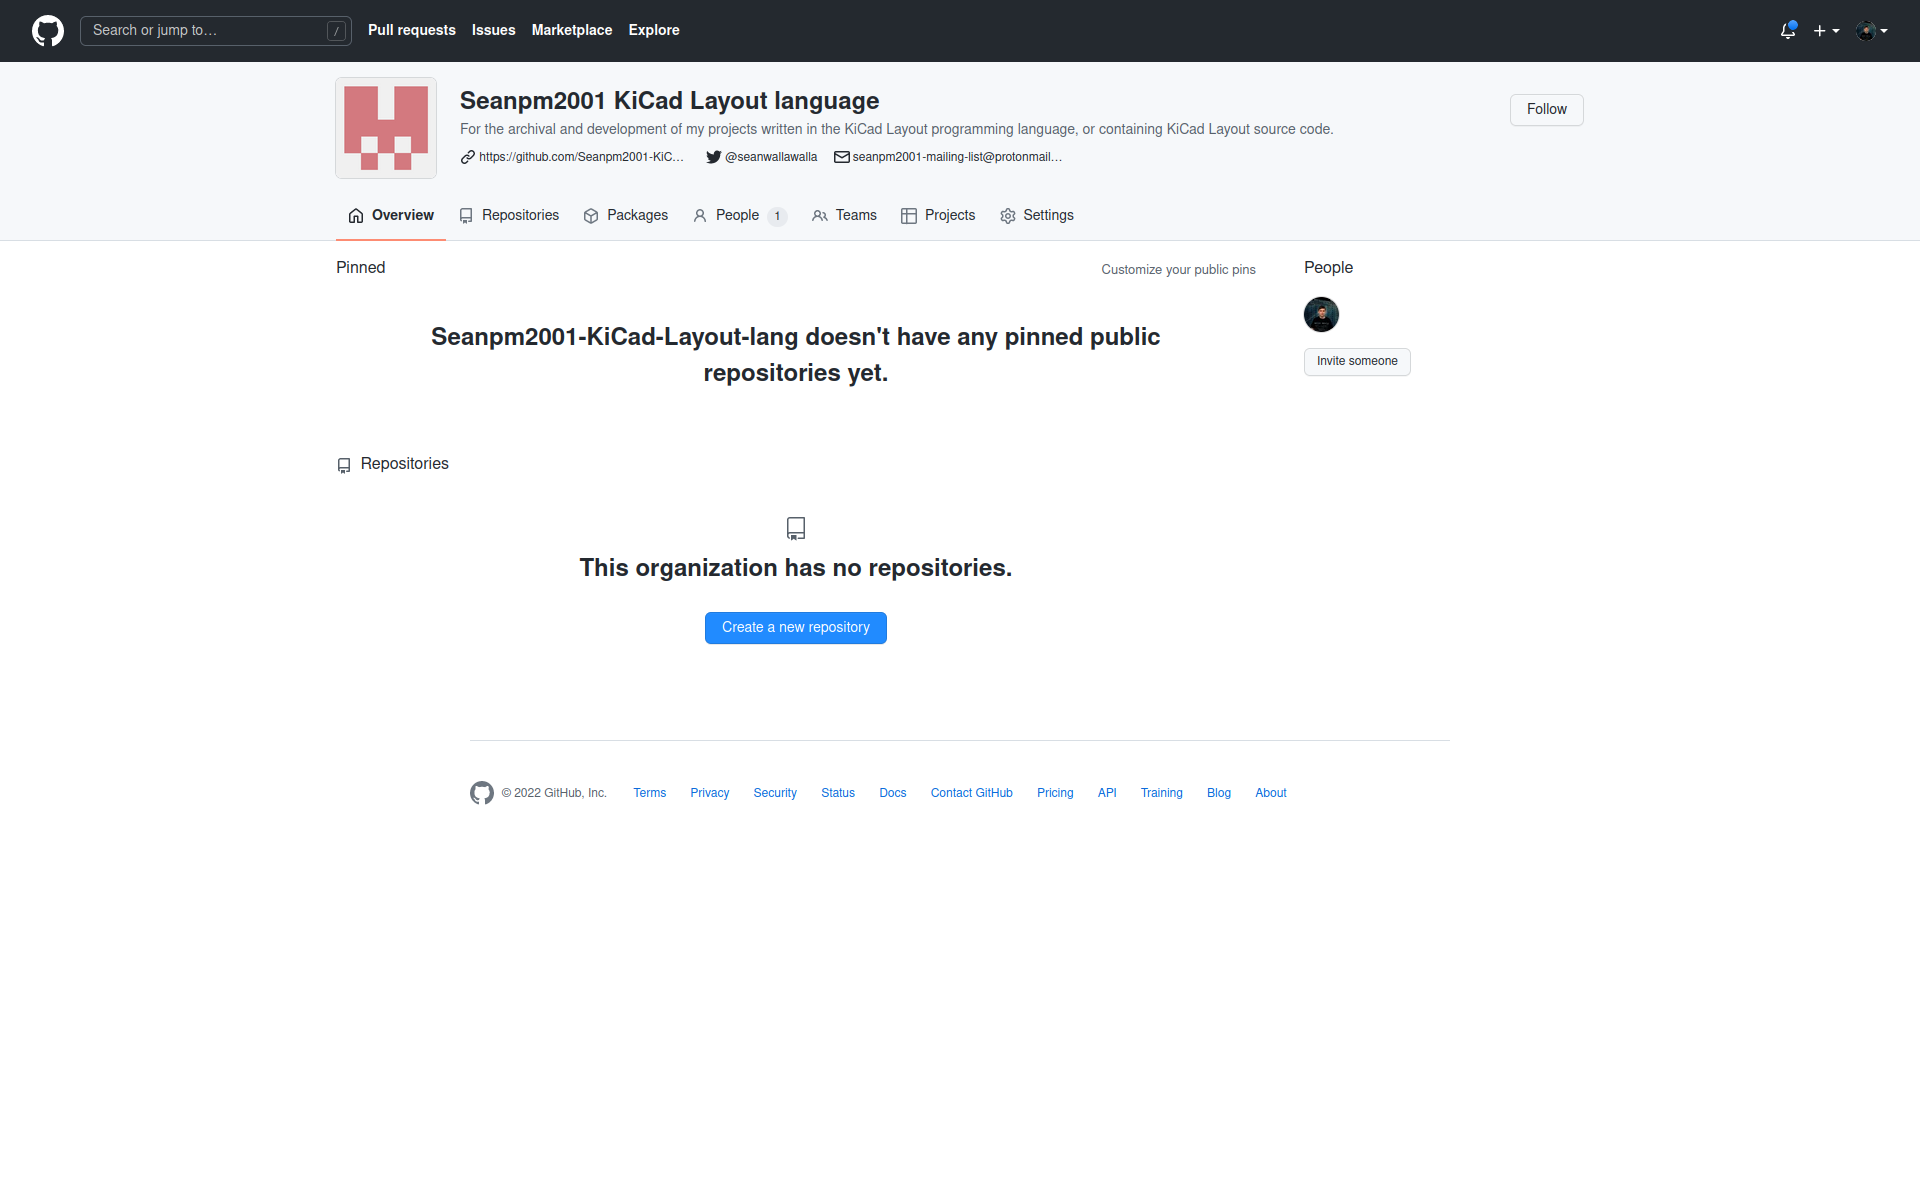 Search or jump to… /
Pull requests Issues Marketplace Explore
Seanpm2001 KiCad Layout language
Follow
For the archival and development of my projects written in the KiCad Layout programming language, or containing KiCad Layout source code.
https://github.com/Seanpm2001-KiC… @seanwallawalla seanpm2001-mailing-list@protonmail…
Overview Repositories Packages People 1 Teams Projects Settings
Pinned
Customize your public pins
Seanpm2001-KiCad-Layout-lang doesn't have any pinned public
repositories yet.
People
Invite someone
Repositories
This organization has no repositories.
Create a new repository
© 2022 GitHub, Inc. Terms Privacy Security Status Docs Contact GitHub Pricing API Training Blog About